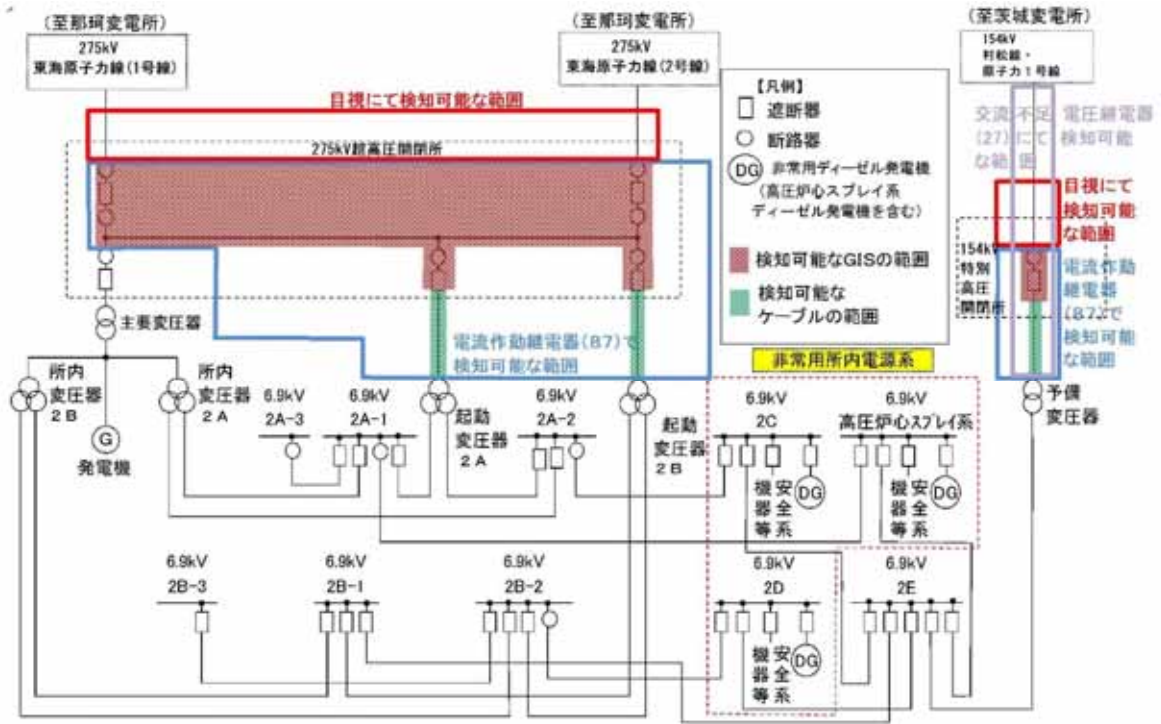 (至那珂変電所)
275kV
東海原子力線(1号線)
(至那珂変電所)
275kV
東海原子力線(2号線)
(至茨城変電所)
154kV
村松線・
原子力1号線
目視にて検知可能な範囲
275kV超高圧開閉所
【凡例】
遮断器
断路器
DG 非常用ディーゼル発電機
(高圧炉心スプレイ系
ディーゼル発電機を含む)
検知可能なGISの範囲
検知可能な
ケーブルの範囲
交流不足電圧継電器
(27)にて検知可能
な範囲
目視にて
検知可能
な範囲
154kV
特別
高圧
開閉所
電流作動
継電器
(87)で
検知可能
な範囲
電流作動継電器(87)で
検知可能な範囲
非常用所内電源系
主要変圧器
所内
変圧器
2B
所内
変圧器
2A
G
発電機
6.9kV
2A-3
6.9kV
2A-1
起動
変圧器
2A
6.9kV
2A-2
起動
変圧器
2B
6.9kV
2C
安全系
機器等
DG
6.9kV
高圧炉心スプレイ系
安全系
機器等
DG
予備
変圧器
6.9kV
2B-3
6.9kV
2B-1
6.9kV
2B-2
6.9kV
2D
安全系
機器等
DG
6.9kV
2E